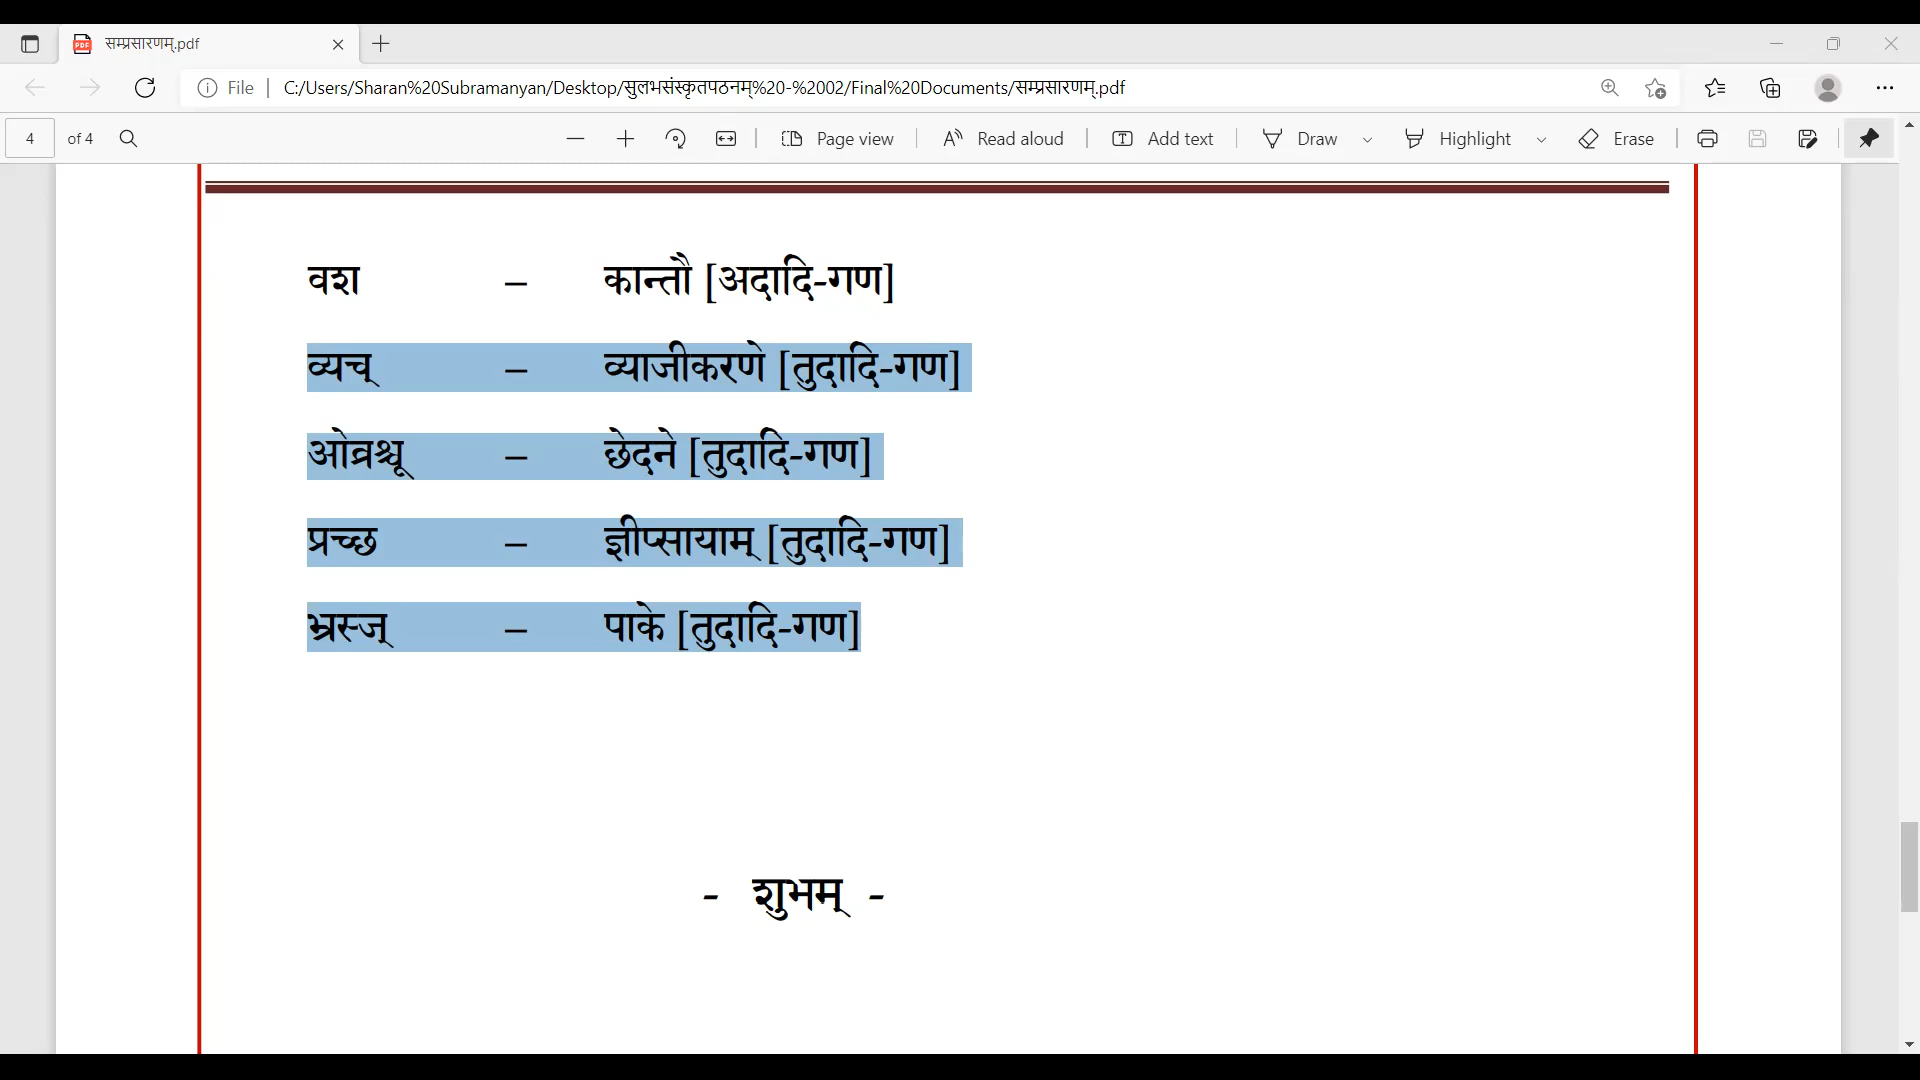 सम्प्रसारणम्.pdf
File C:/Users/Sharan%20Subramanyan/Desktop/सुलभसंस्कृतपठनम्%20-%2002/Final%20Documents/सम्प्रसारणम्.pdf
4 of 4 Page view Read aloud Add text Draw Highlight Erase
वश – कान्तौ [अदादि-गण]
व्यच् – व्याजीकरणे [तुदादि-गण]
ओव्रश्चू – छेदने [तुदादि-गण]
प्रच्छ – ज्ञीप्सायाम् [तुदादि-गण]
भ्रस्ज् – पाके [तुदादि-गण]
- शुभम् -